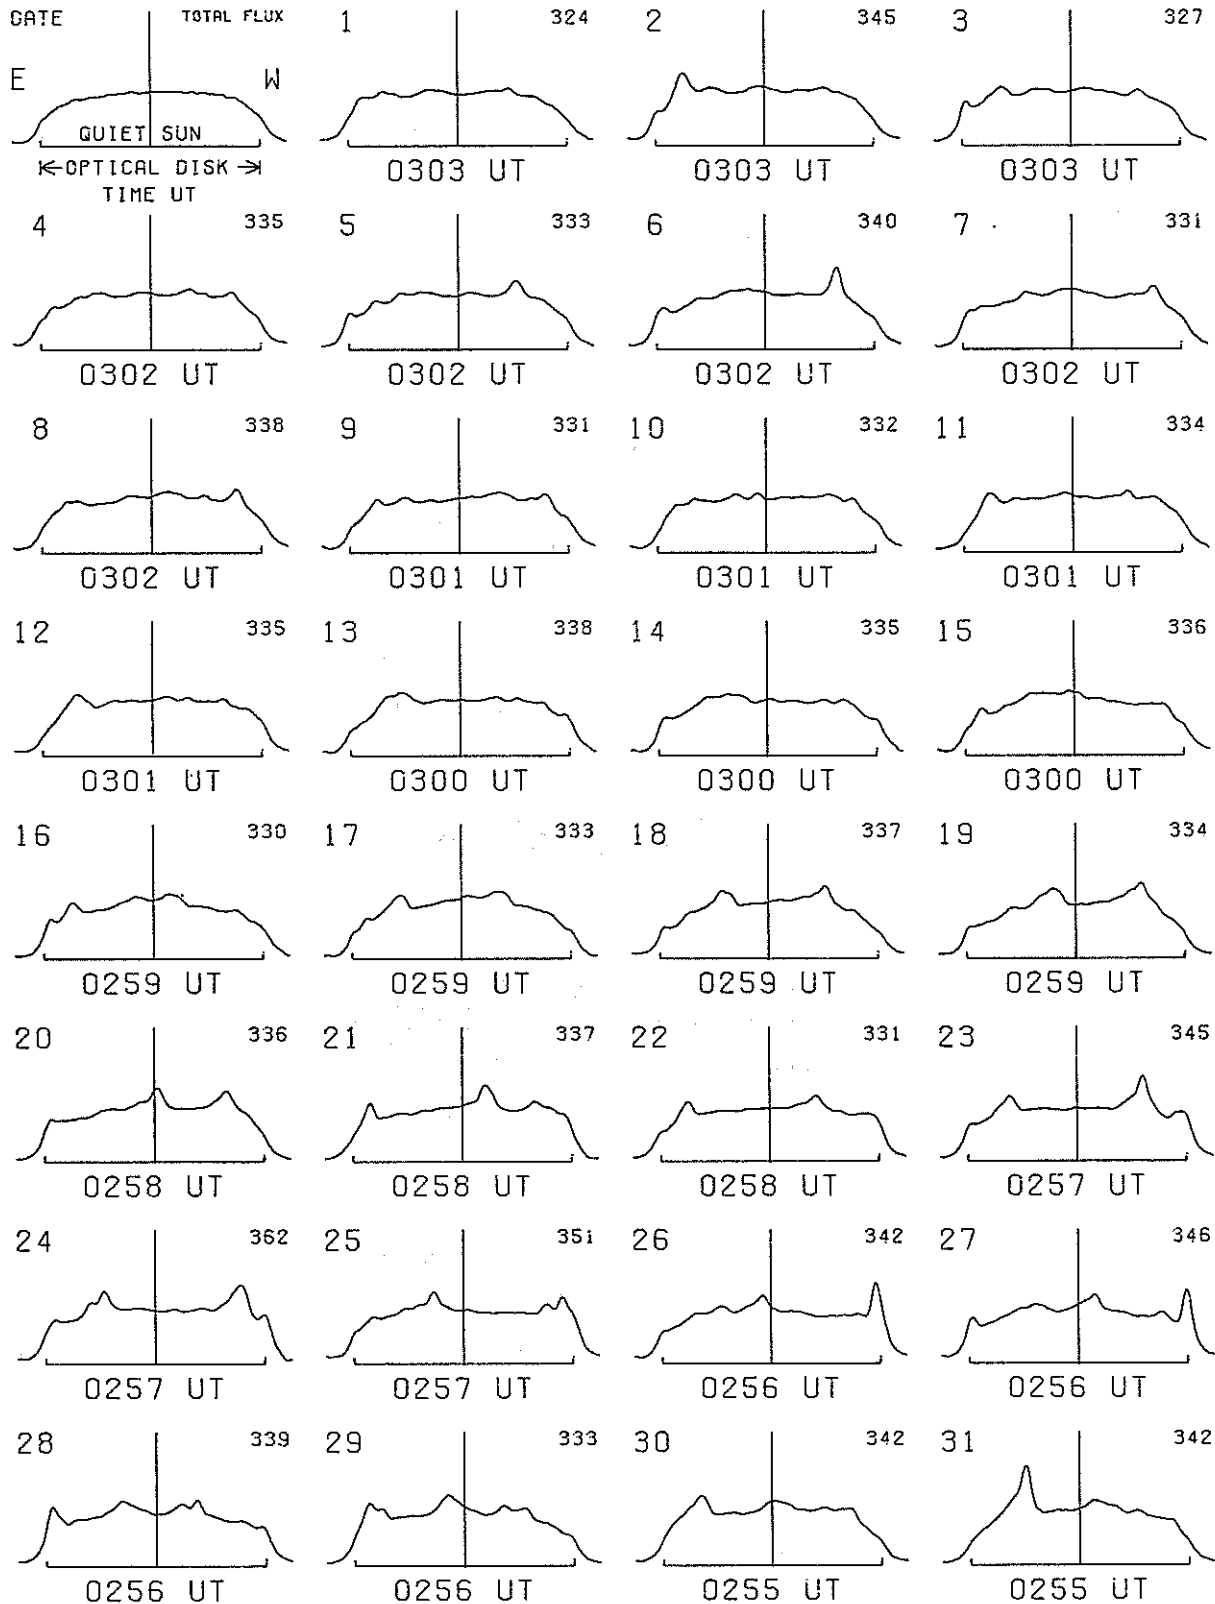 DATE TOTAL FLUX 1 324 2 345 3 327
E W
QUIET SUN
←OPTICAL DISK→ 0303 UT 0303 UT 0303 UT
TIME UT
4 335 5 333 6 340 7 331
0302 UT 0302 UT 0302 UT 0302 UT
8 338 9 331 10 332 11 334
0302 UT 0301 UT 0301 UT 0301 UT
12 335 13 338 14 335 15 336
0301 UT 0300 UT 0300 UT 0300 UT
16 330 17 333 18 337 19 334
0259 UT 0259 UT 0259 UT 0259 UT
20 336 21 337 22 331 23 345
0258 UT 0258 UT 0258 UT 0257 UT
24 362 25 351 26 342 27 346
0257 UT 0257 UT 0256 UT 0256 UT
28 339 29 333 30 342 31 342
0256 UT 0256 UT 0255 UT 0255 UT